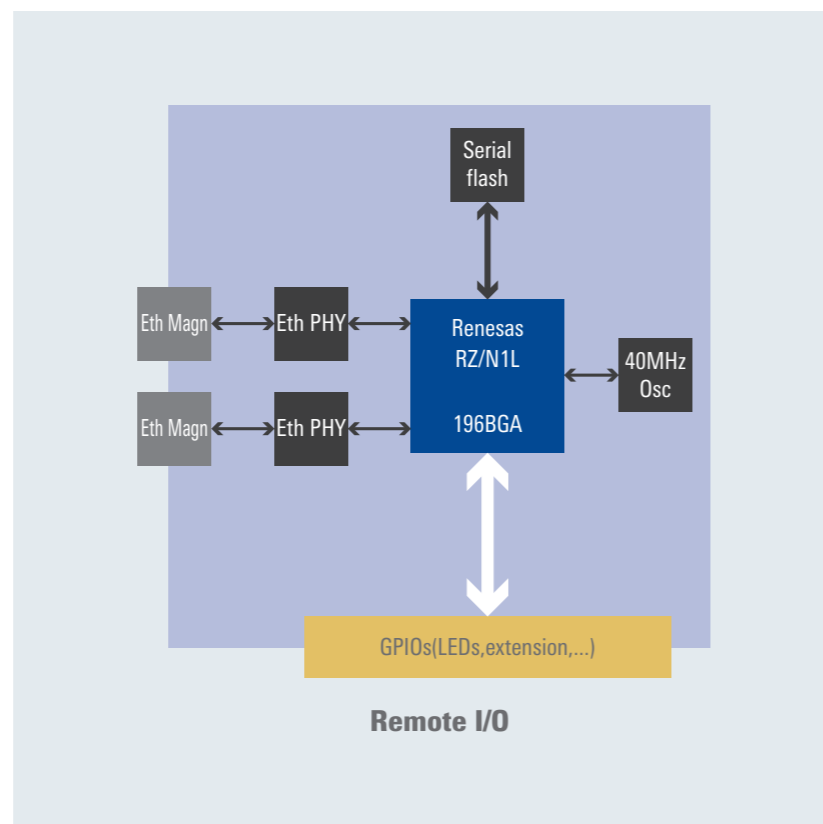 Serial
flash
Eth Magn
Eth PHY
Renesas
RZ/N1L
196BGA
40MHz
Osc
Eth Magn
Eth PHY
GPIOs(LEDs,extension,...)
Remote I/O